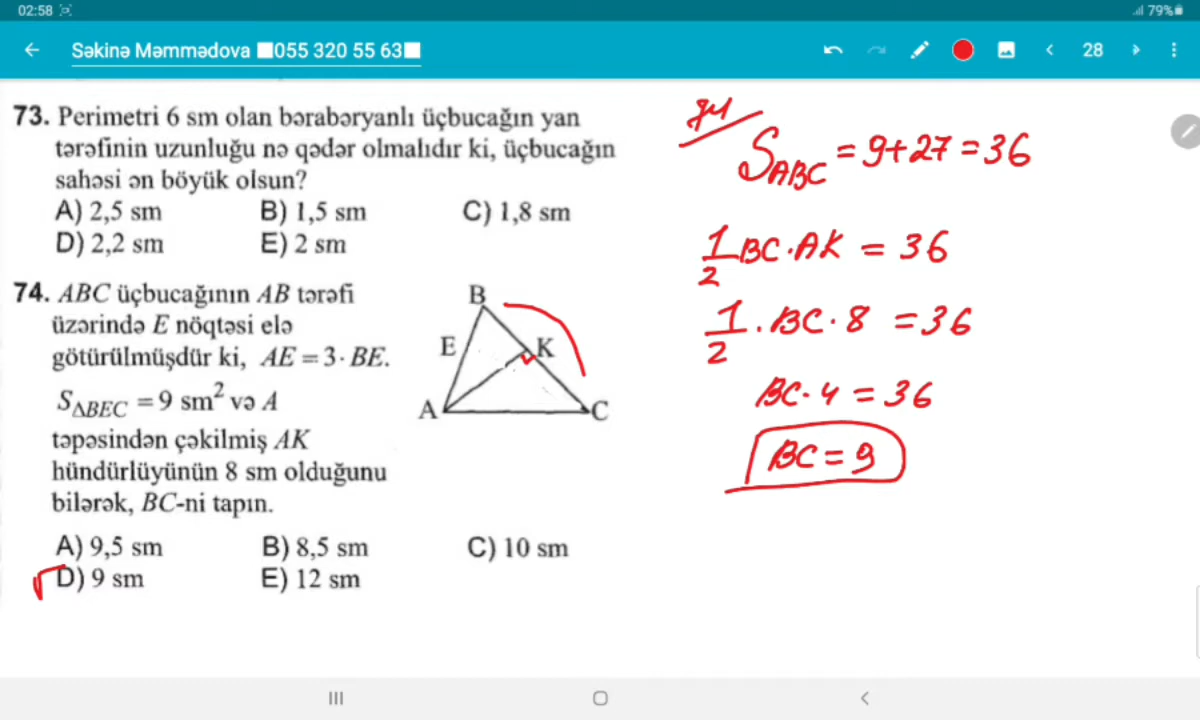 02:58
79%
Səkinə Məmmədova ■055 320 55 63■
28
73. Perimetri 6 sm olan bərabəryanlı üçbucağın yan
tərəfinin uzunluğu nə qədər olmalıdır ki, üçbucağın
sahəsi ən böyük olsun?
A) 2,5 sm B) 1,5 sm C) 1,8 sm
D) 2,2 sm E) 2 sm
74. ABC üçbucağının AB tərəfi
üzərində E nöqtəsi elə
götürülmüşdür ki, AE = 3 · BE.
S△BEC = 9 sm² və A
təpəsindən çəkilmiş AK
hündürlüyünün 8 sm olduğunu
bilərək, BC-ni tapın.
A) 9,5 sm B) 8,5 sm C) 10 sm
D) 9 sm E) 12 sm
B
E
K
A
C
74
SABC = 9+27=36
1/2 BC·AK = 36
1/2 · BC · 8 = 36
BC · 4 = 36
BC = 9